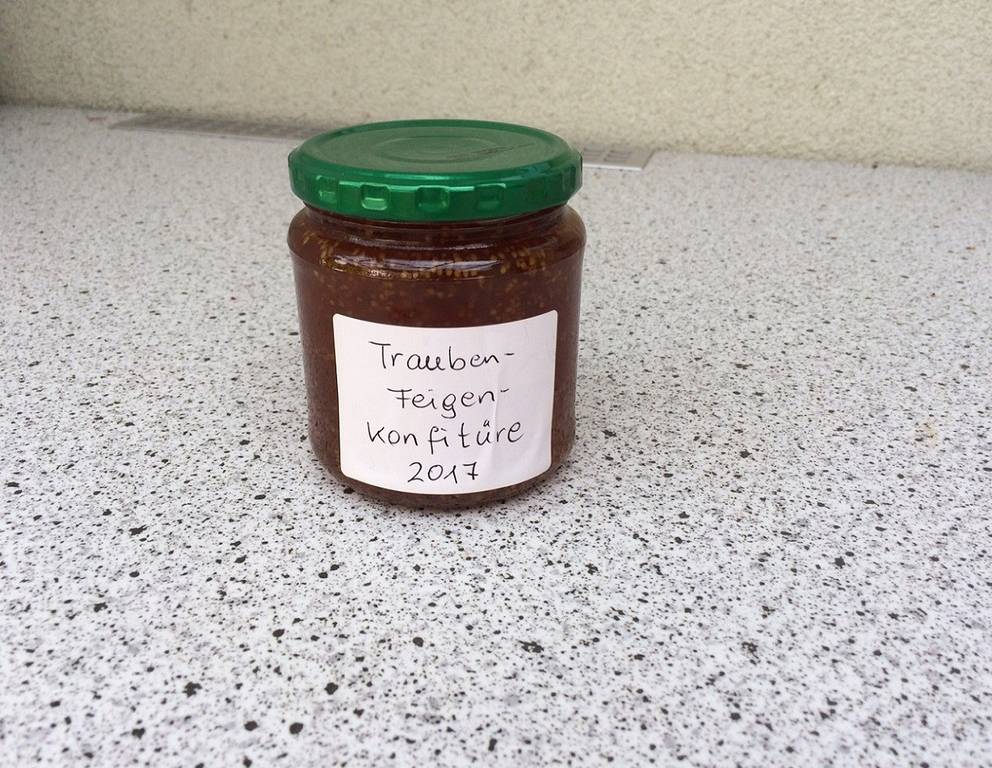 Trauben-
Feigen-
Konfitüre
2017